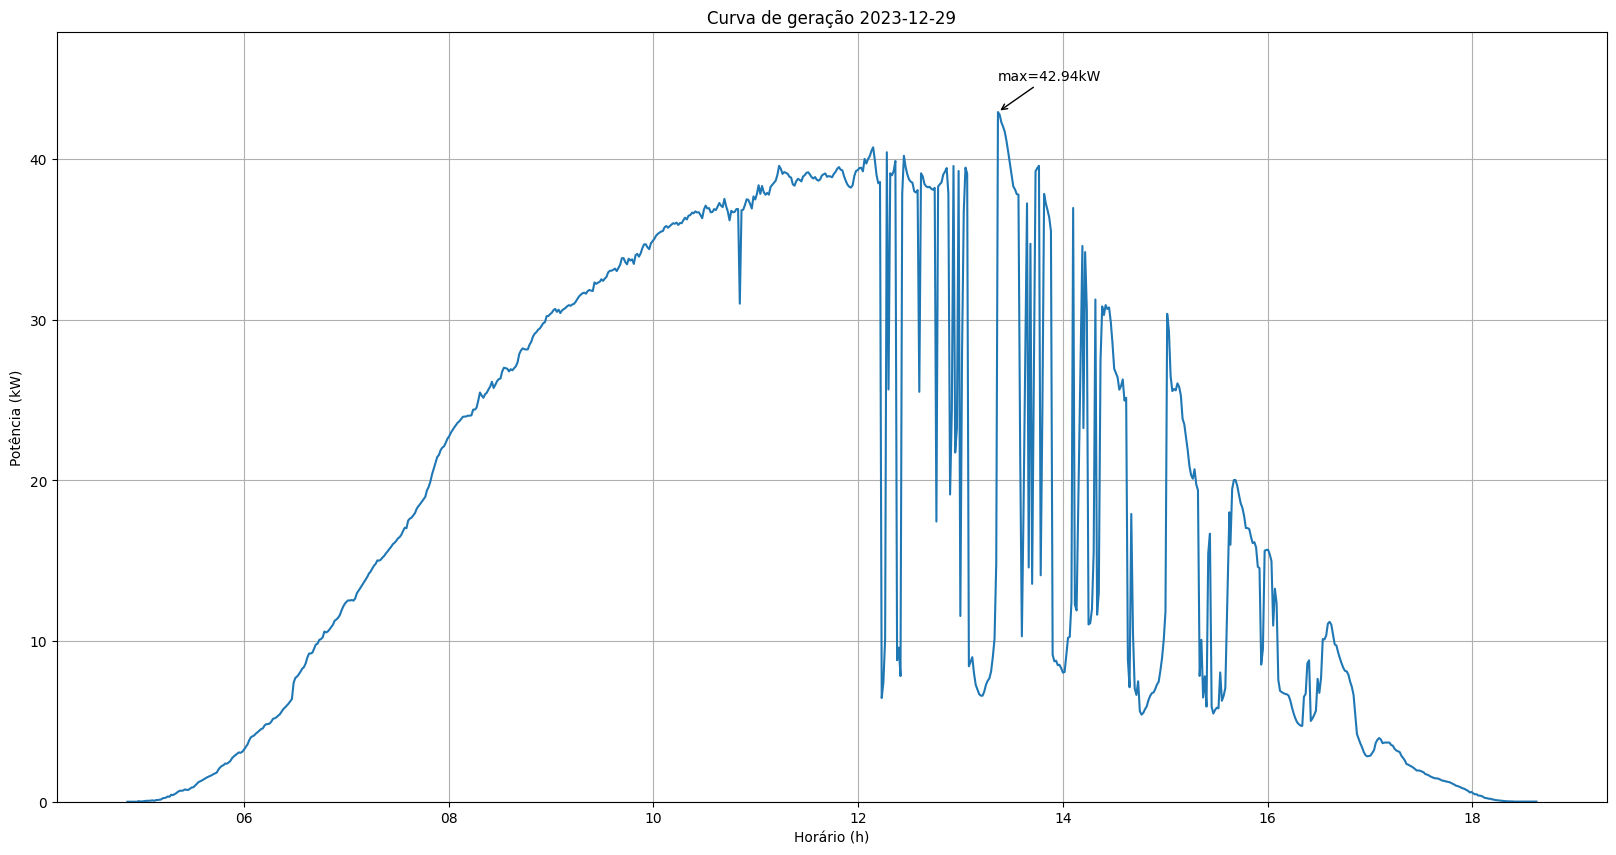 Curva de geração 2023-12-29
max=42.94kW
40
30
20
10
0
Potência (kW)
06 08 10 12 14 16 18
Horário (h)